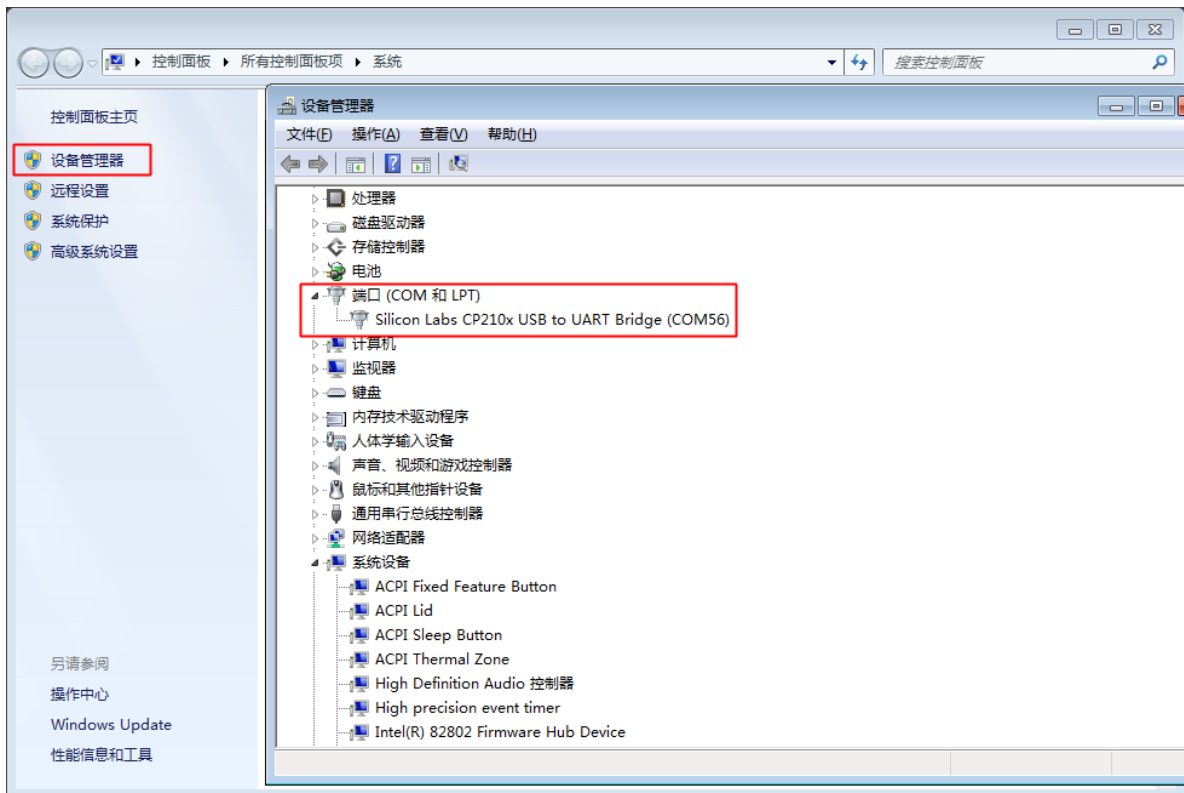 控制面板 所有控制面板项 系统
搜索控制面板
控制面板主页
设备管理器
远程设置
系统保护
高级系统设置
另请参阅
操作中心
Windows Update
性能信息和工具
设备管理器
文件(F) 操作(A) 查看(V) 帮助(H)
处理器
磁盘驱动器
存储控制器
电池
端口 (COM 和 LPT)
Silicon Labs CP210x USB to UART Bridge (COM56)
计算机
监视器
键盘
内存技术驱动程序
人体学输入设备
声音、视频和游戏控制器
鼠标和其他指针设备
通用串行总线控制器
网络适配器
系统设备
ACPI Fixed Feature Button
ACPI Lid
ACPI Sleep Button
ACPI Thermal Zone
High Definition Audio 控制器
High precision event timer
Intel(R) 82802 Firmware Hub Device